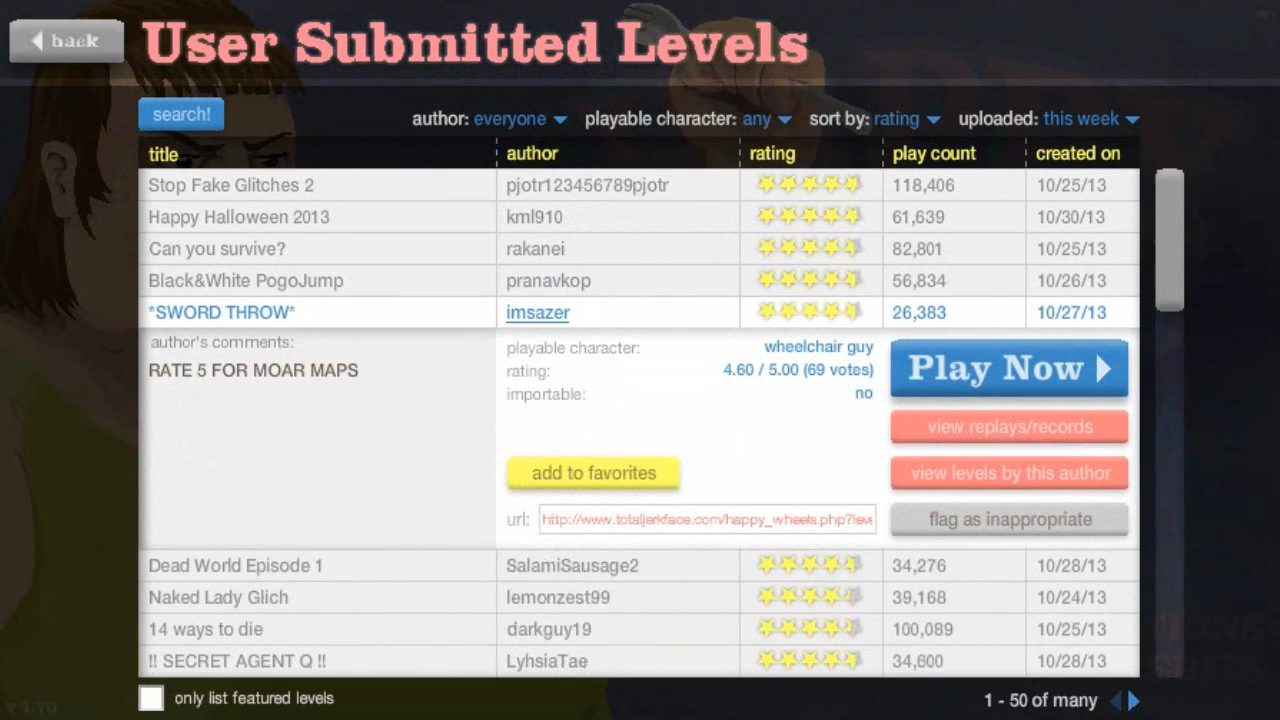 back
User Submitted Levels
search!
author: everyone playable character: any sort by: rating uploaded: this week
title author rating play count created on
Stop Fake Glitches 2 pjotr123456789pjotr 118,406 10/25/13
Happy Halloween 2013 kml910 61,639 10/30/13
Can you survive? rakanei 82,801 10/25/13
Black&White PogoJump pranavkop 56,834 10/26/13
*SWORD THROW* imsazer 26,383 10/27/13
author's comments:
RATE 5 FOR MOAR MAPS
playable character: wheelchair guy
rating: 4.60 / 5.00 (69 votes)
importable: no
Play Now
view replays/records
add to favorites
view levels by this author
url: http://www.totaljerkface.com/happy_wheels.php?leve
flag as inappropriate
Dead World Episode 1 SalamiSausage2 34,276 10/28/13
Naked Lady Glich lemonzest99 39,168 10/24/13
14 ways to die darkguy19 100,089 10/25/13
!! SECRET AGENT Q !! LyhsiaTae 34,600 10/28/13
only list featured levels
1 - 50 of many
v 1.70